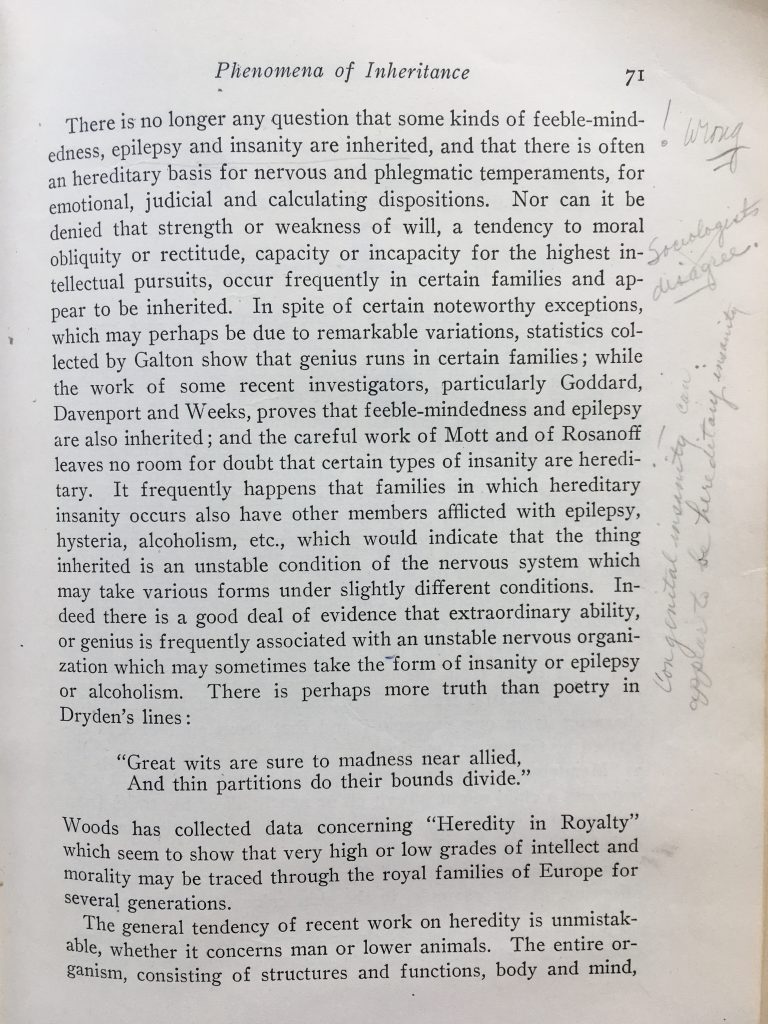 Phenomena of Inheritance 71
There is no longer any question that some kinds of feeble-mind-
edness, epilepsy and insanity are inherited, and that there is often
an hereditary basis for nervous and phlegmatic temperaments, for
emotional, judicial and calculating dispositions. Nor can it be
denied that strength or weakness of will, a tendency to moral
obliquity or rectitude, capacity or incapacity for the highest in-
tellectual pursuits, occur frequently in certain families and ap-
pear to be inherited. In spite of certain noteworthy exceptions,
which may perhaps be due to remarkable variations, statistics col-
lected by Galton show that genius runs in certain families; while
the work of some recent investigators, particularly Goddard,
Davenport and Weeks, proves that feeble-mindedness and epilepsy
are also inherited; and the careful work of Mott and of Rosanoff
leaves no room for doubt that certain types of insanity are heredi-
tary. It frequently happens that families in which hereditary
insanity occurs also have other members afflicted with epilepsy,
hysteria, alcoholism, etc., which would indicate that the thing
inherited is an unstable condition of the nervous system which
may take various forms under slightly different conditions. In-
deed there is a good deal of evidence that extraordinary ability,
or genius is frequently associated with an unstable nervous organi-
zation which may sometimes take the form of insanity or epilepsy
or alcoholism. There is perhaps more truth than poetry in
Dryden's lines:
"Great wits are sure to madness near allied,
And thin partitions do their bounds divide."
Woods has collected data concerning "Heredity in Royalty"
which seem to show that very high or low grades of intellect and
morality may be traced through the royal families of Europe for
several generations.
The general tendency of recent work on heredity is unmistak-
able, whether it concerns man or lower animals. The entire or-
ganism, consisting of structures and functions, body and mind,
! Wrong
Sociologists
disagree.
Congenital insanity can
appear to be hereditary insanity